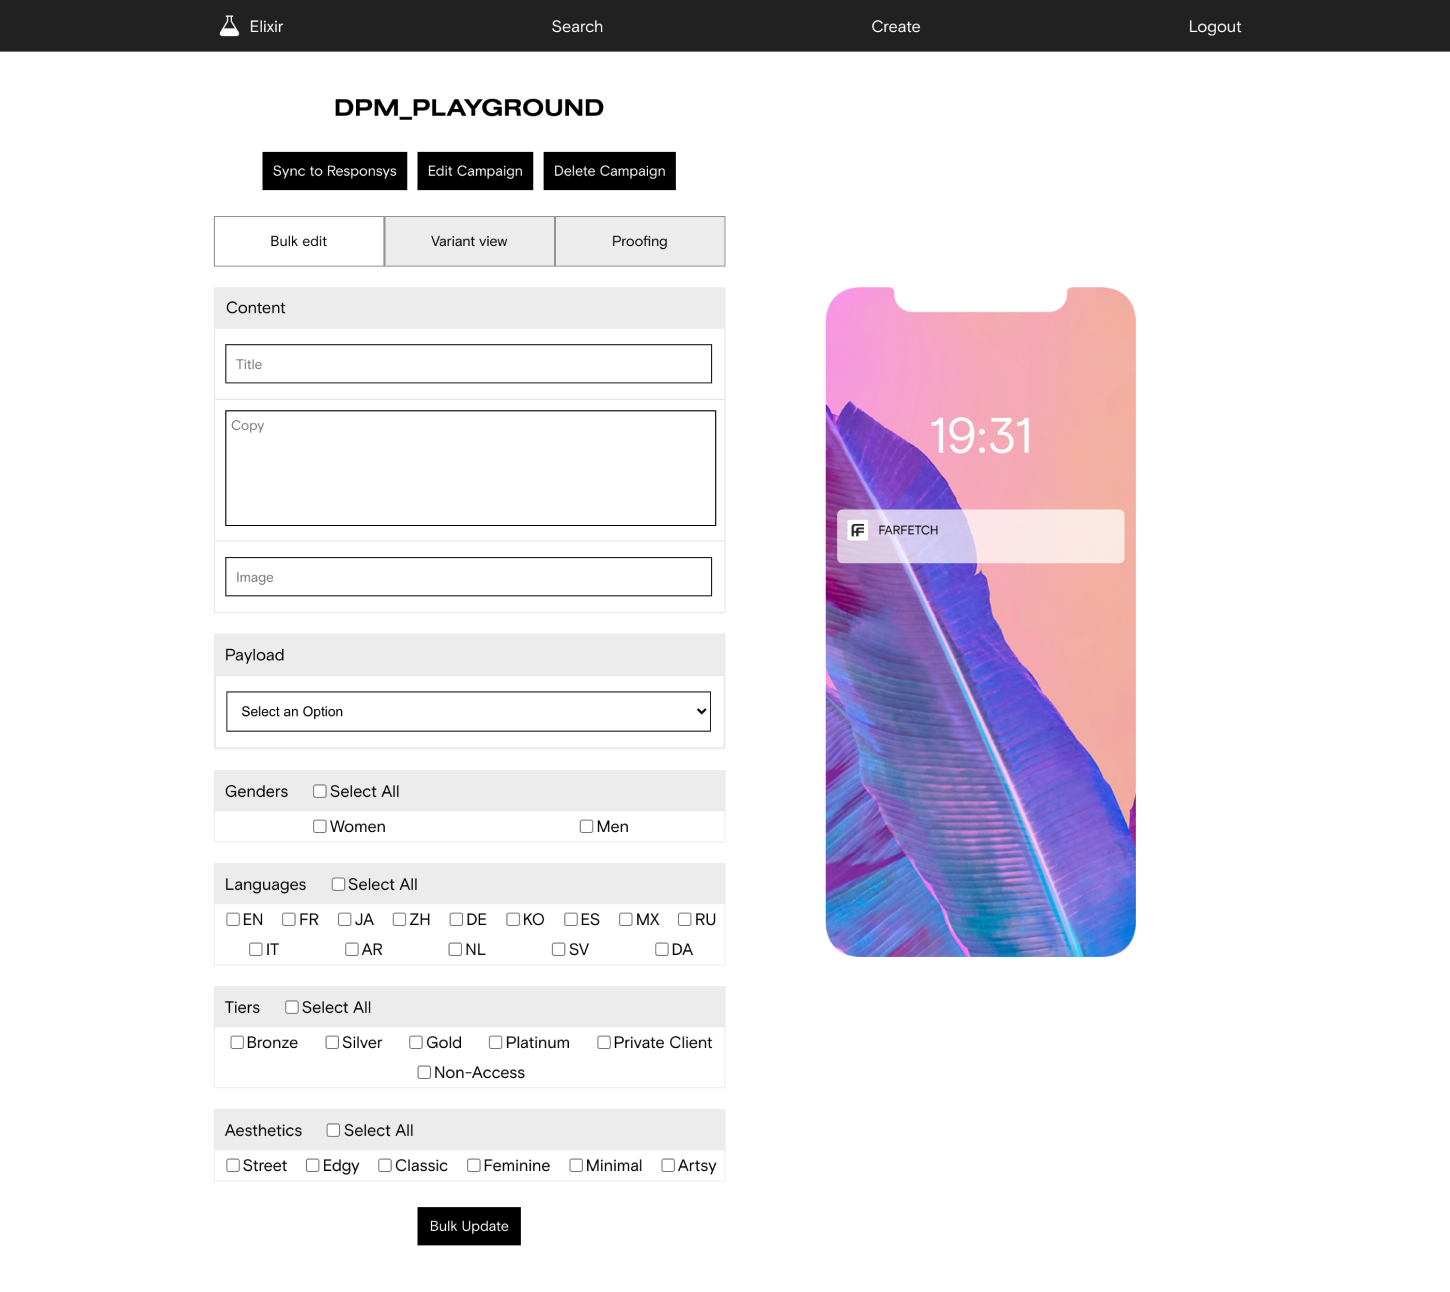 Elixir Search Create Logout
DPM_PLAYGROUND
Sync to Responsys Edit Campaign Delete Campaign
Bulk edit Variant view Proofing
Content
Title
Copy
Image
Payload
Select an Option
Genders Select All
Women Men
Languages Select All
EN FR JA ZH DE KO ES MX RU
IT AR NL SV DA
Tiers Select All
Bronze Silver Gold Platinum Private Client
Non-Access
Aesthetics Select All
Street Edgy Classic Feminine Minimal Artsy
Bulk Update
19:31
FARFETCH